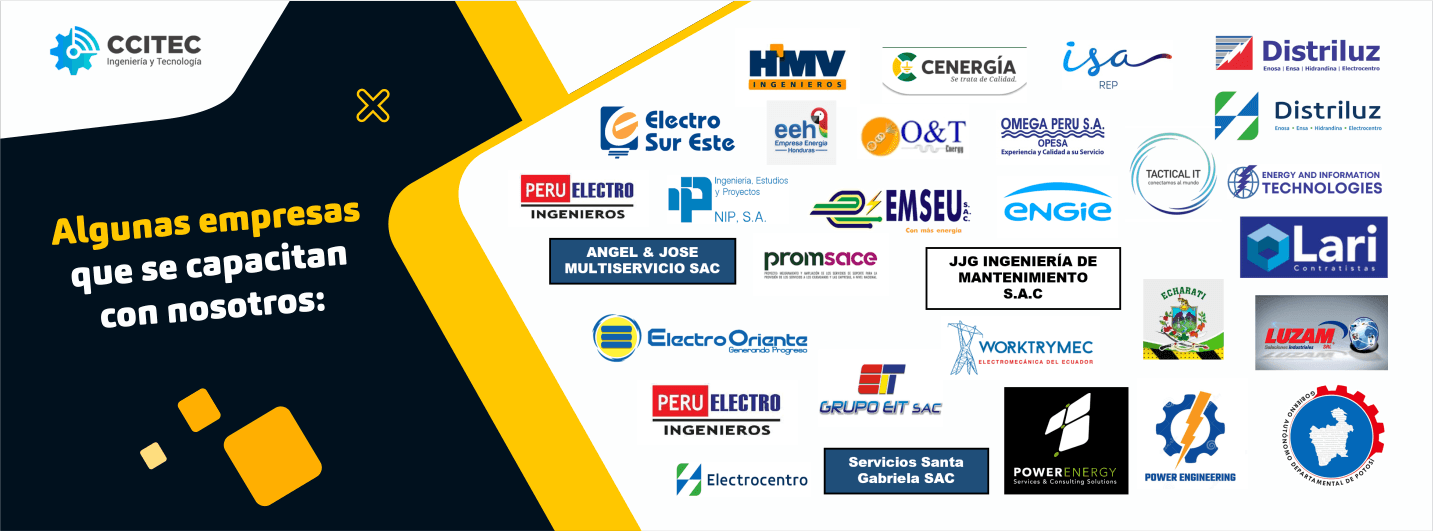 CCITEC
Ingeniería y Tecnología
Algunas empresas
que se capacitan
con nosotros:
HMV
INGENIEROS
CENERGÍA
Se trata de Calidad.
isa
REP
Distriluz
Enosa | Ensa | Hidrandina | Electrocentro
Electro
Sur Este
eeh
Empresa Energía
Honduras
O&T
Energy
OMEGA PERU S.A.
OPESA
Experiencia y Calidad a su Servicio
Distriluz
Enosa • Ensa • Hidrandina • Electrocentro
TACTICAL IT
conectamos al mundo
ENERGY AND INFORMATION
TECHNOLOGIES
PERU ELECTRO
INGENIEROS
Ingeniería, Estudios
y Proyectos
NIP, S.A.
EMSEU S.A.C.
Con más energía
ENGIE
Lari
Contratistas
ANGEL & JOSE
MULTISERVICIO SAC
promsace
JJG INGENIERÍA DE
MANTENIMIENTO
S.A.C
ECHARATI
ElectroOriente
Generando Progreso
WORKTRYMEC
ELECTROMECÁNICA DEL ECUADOR
LUZAM SRL
Soluciones Industriales
PERU ELECTRO
INGENIEROS
EIT
GRUPO EIT SAC
POWERENERGY
Services & Consulting Solutions
POWER ENGINEERING
GOBIERNO AUTÓNOMO DEPARTAMENTAL DE POTOSÍ
Electrocentro
Servicios Santa
Gabriela SAC